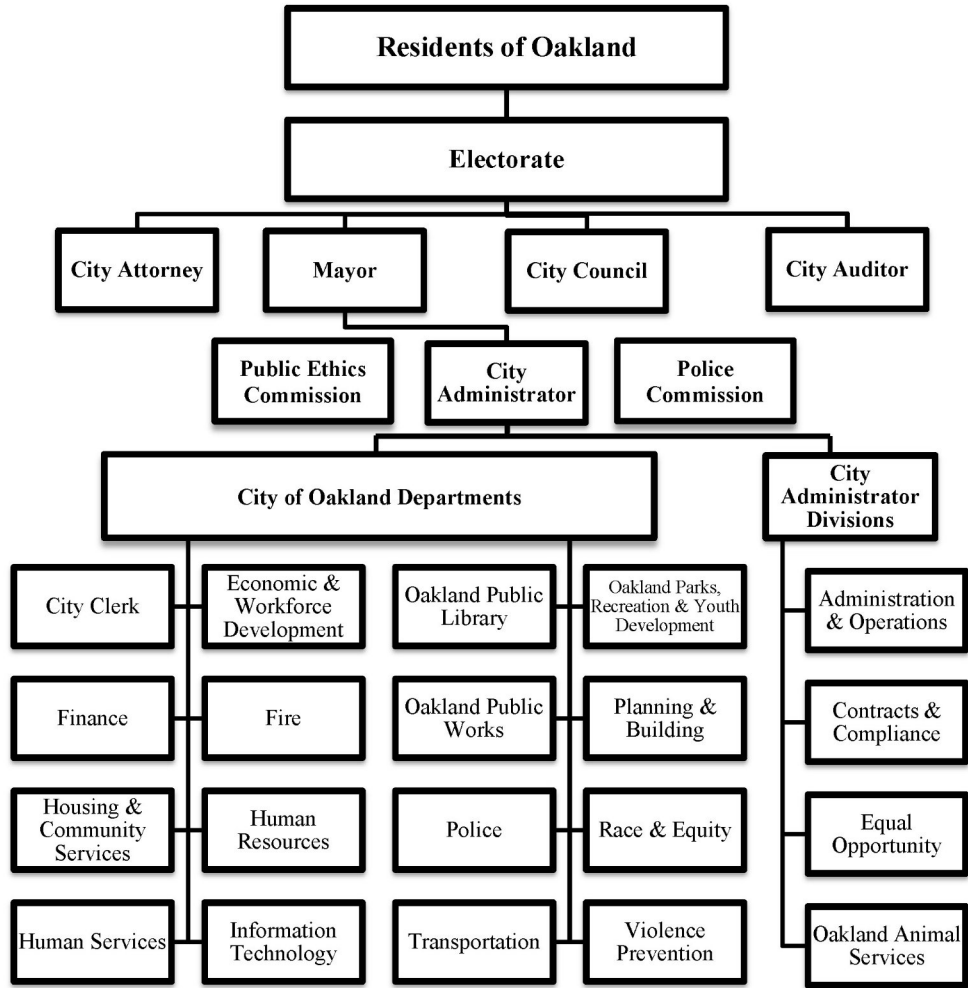 Residents of Oakland
Electorate
City Attorney
Mayor
City Council
City Auditor
Public Ethics
Commission
City
Administrator
Police
Commission
City of Oakland Departments
City
Administrator
Divisions
City Clerk
Economic &
Workforce
Development
Oakland Public
Library
Oakland Parks,
Recreation & Youth
Development
Administration
& Operations
Finance
Fire
Oakland Public
Works
Planning &
Building
Contracts &
Compliance
Housing &
Community
Services
Human
Resources
Police
Race & Equity
Equal
Opportunity
Human Services
Information
Technology
Transportation
Violence
Prevention
Oakland Animal
Services